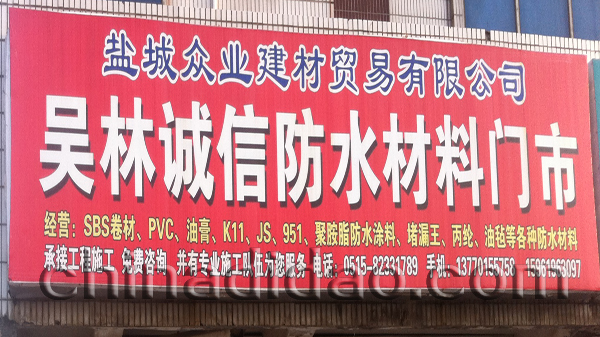 盐城众业建材贸易有限公司
吴林诚信防水材料门市
经营：SBS卷材、PVC、油膏、K11、JS、951、聚胺脂防水涂料、堵漏王、丙纶、油毡等各种防水材料
承接工程施工 免费咨询 并有专业施工队伍为您服务 电话：0515-82331789 手机：13770155758 15961953097
chinadidao.com